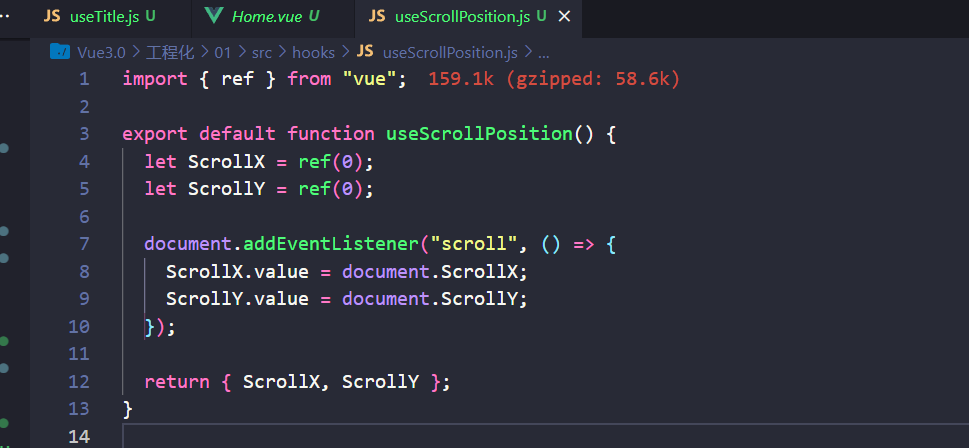 JS useTitle.js U Home.vue U JS useScrollPosition.js U
Vue3.0 > 工程化 > 01 > src > hooks > JS useScrollPosition.js > ...
1 import { ref } from "vue"; 159.1k (gzipped: 58.6k)
2
3 export default function useScrollPosition() {
4 let ScrollX = ref(0);
5 let ScrollY = ref(0);
6
7 document.addEventListener("scroll", () => {
8 ScrollX.value = document.ScrollX;
9 ScrollY.value = document.ScrollY;
10 });
11
12 return { ScrollX, ScrollY };
13 }
14